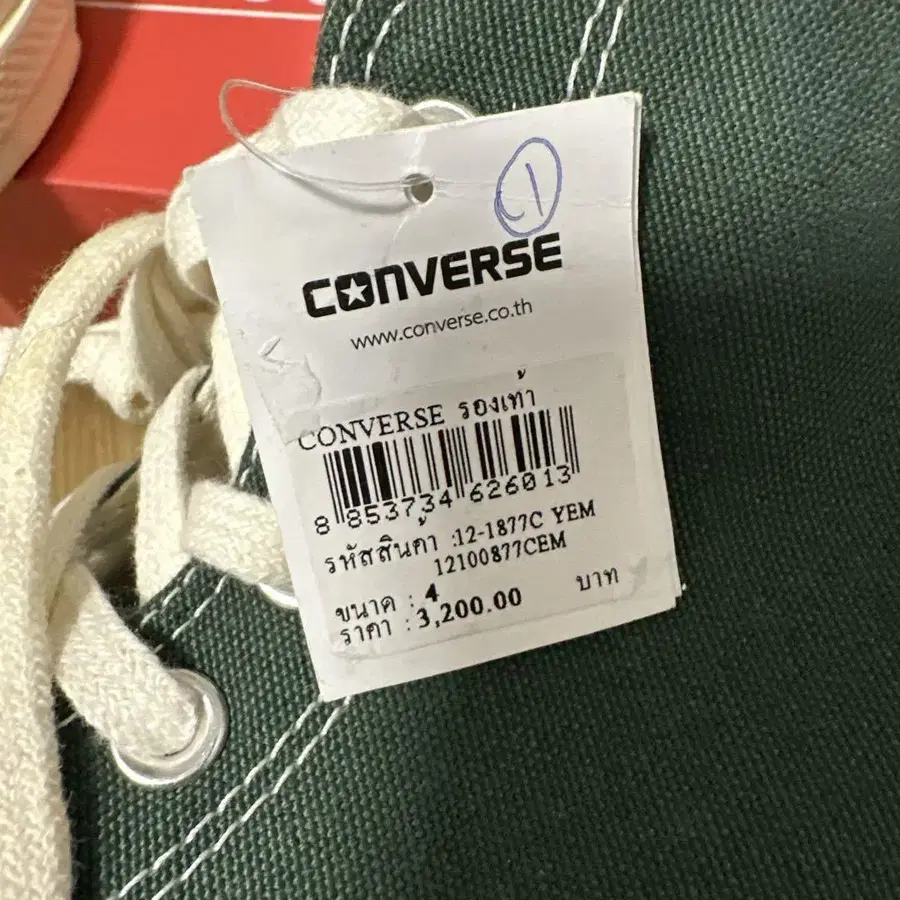 1
CONVERSE
www.converse.co.th
CONVERSE รองเท้า
8 853734 626013
รหัสสินค้า :12-1877C YEM
12100877CEM
ขนาด : 4
ราคา : 3,200.00 บาท